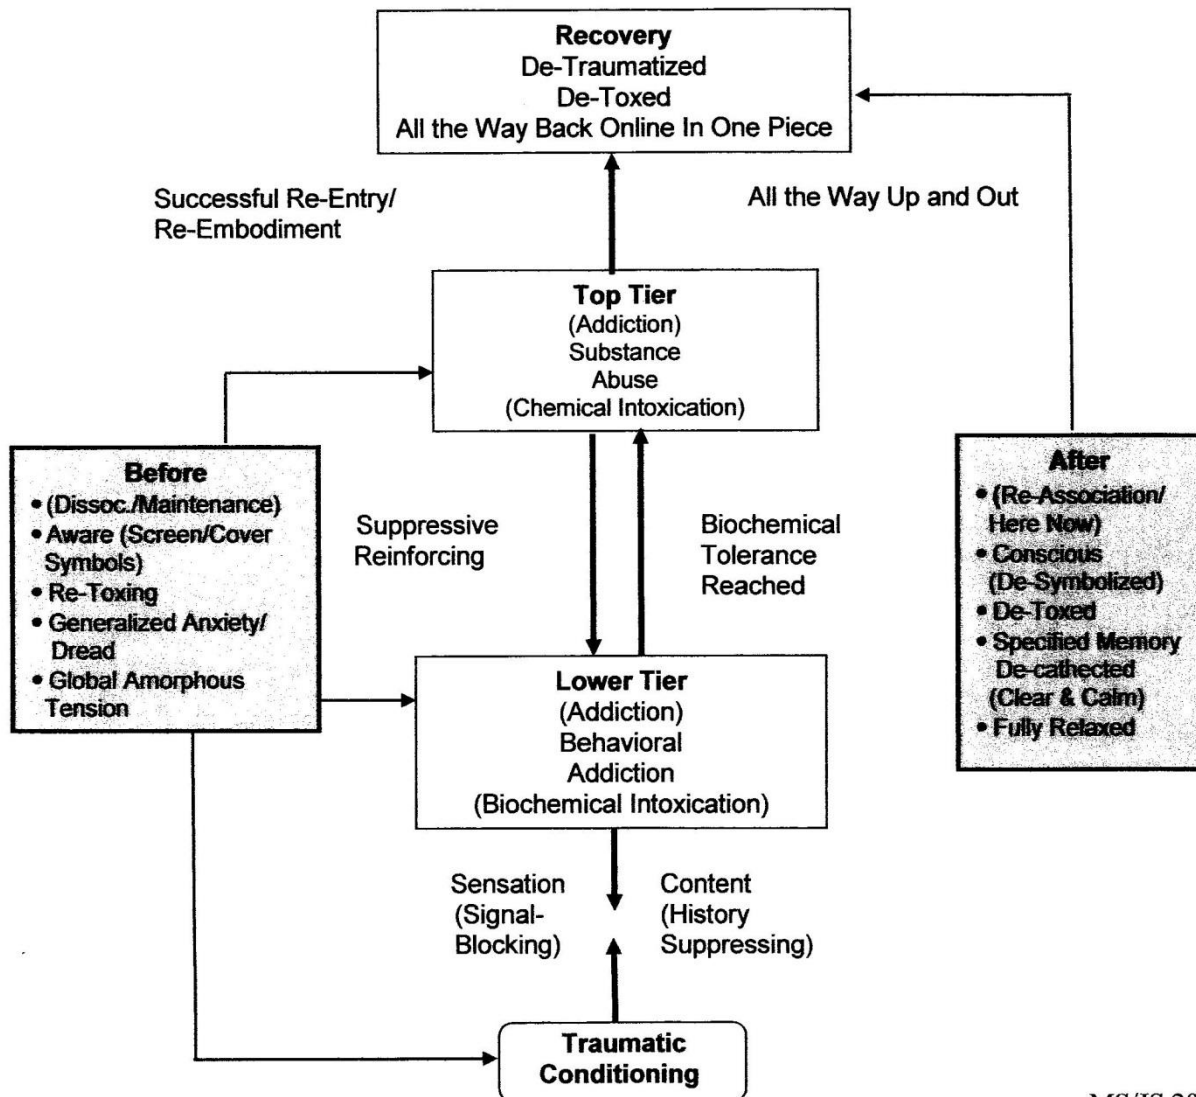 Recovery
De-Traumatized
De-Toxed
All the Way Back Online In One Piece
Successful Re-Entry/
Re-Embodiment
All the Way Up and Out
Top Tier
(Addiction)
Substance
Abuse
(Chemical Intoxication)
Before
• (Dissoc./Maintenance)
• Aware (Screen/Cover
Symbols)
• Re-Toxing
• Generalized Anxiety/
Dread
• Global Amorphous
Tension
Suppressive
Reinforcing
Biochemical
Tolerance
Reached
After
• (Re-Association/
Here Now)
• Conscious
(De-Symbolized)
• De-Toxed
• Specified Memory
De-cathected
(Clear & Calm)
• Fully Relaxed
Lower Tier
(Addiction)
Behavioral
Addiction
(Biochemical Intoxication)
Sensation
(Signal-
Blocking)
Content
(History
Suppressing)
Traumatic
Conditioning